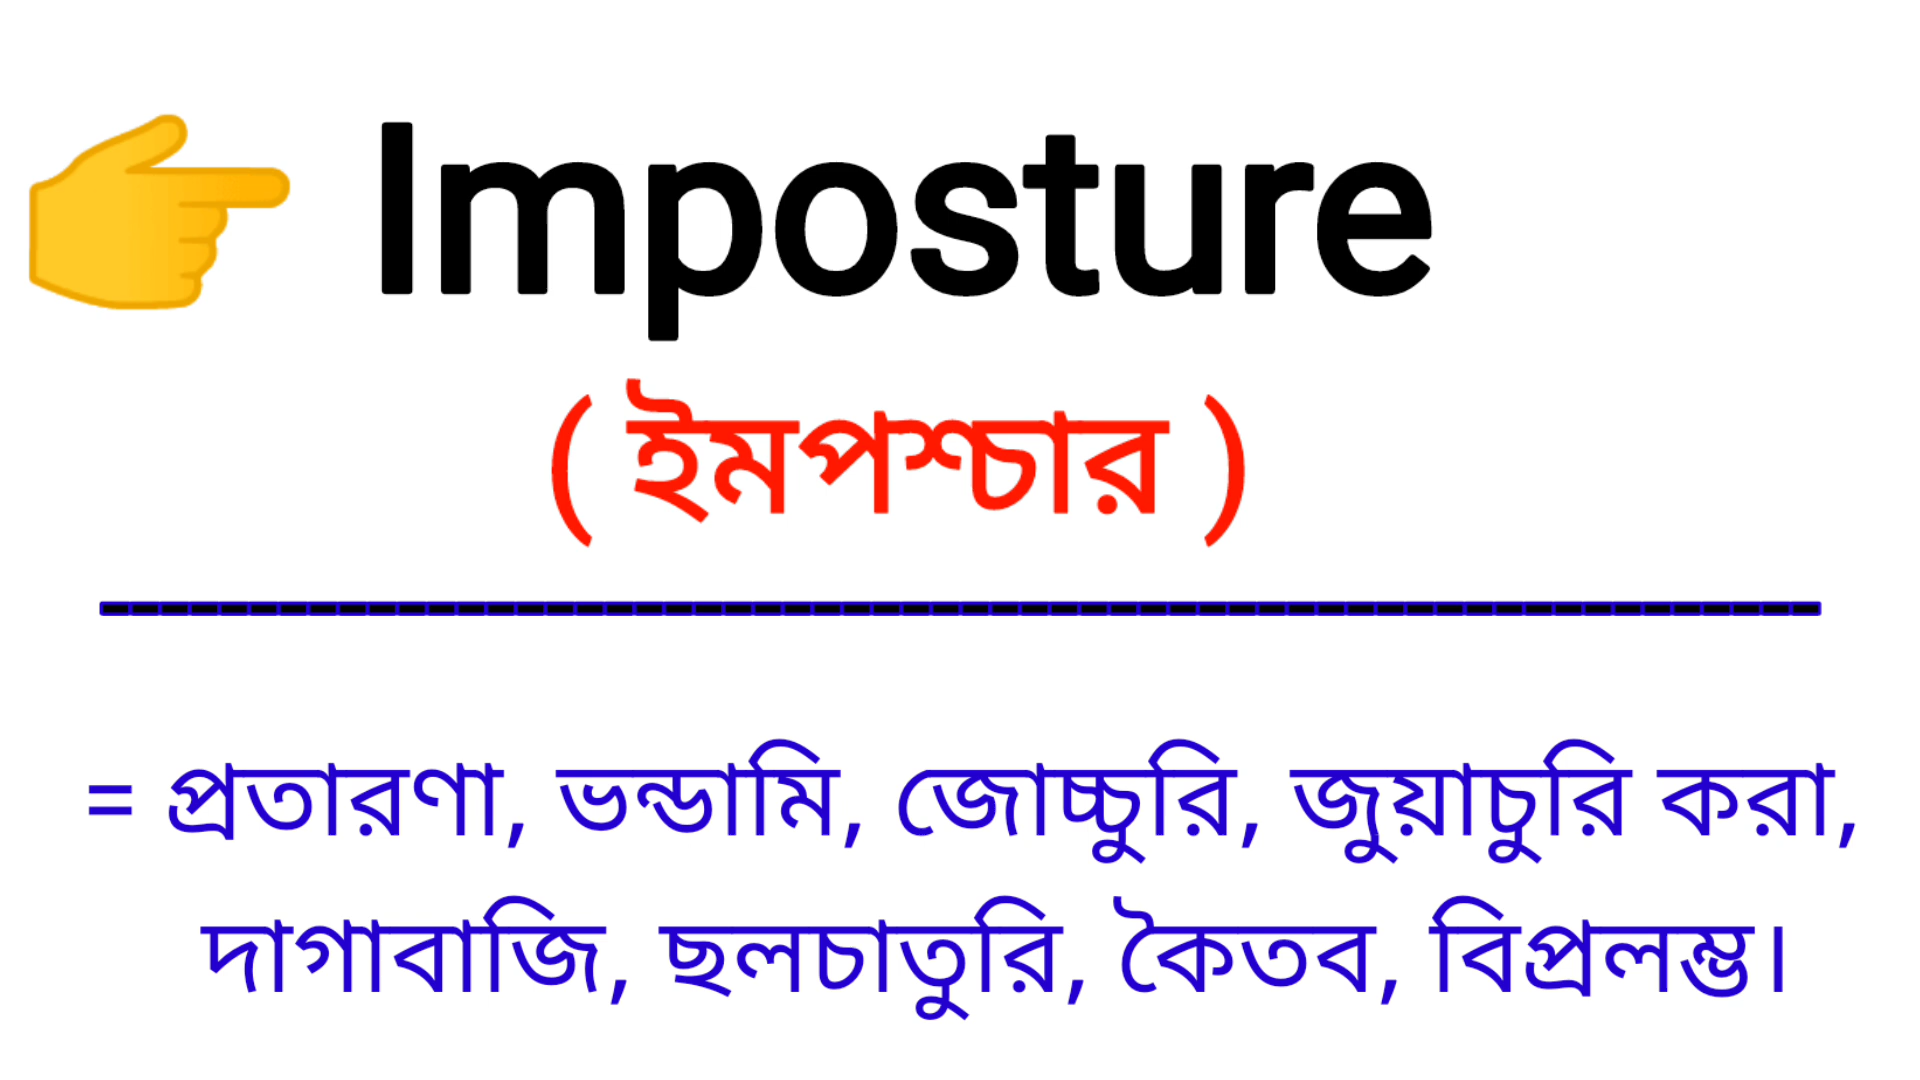 👉 Imposture
( ইমপশ্চার )
----------------------------------------------------------
= প্রতারণা, ভন্ডামি, জোচ্চুরি, জুয়াচুরি করা,
দাগাবাজি, ছলচাতুরি, কৈতব, বিপ্রলম্ভ।